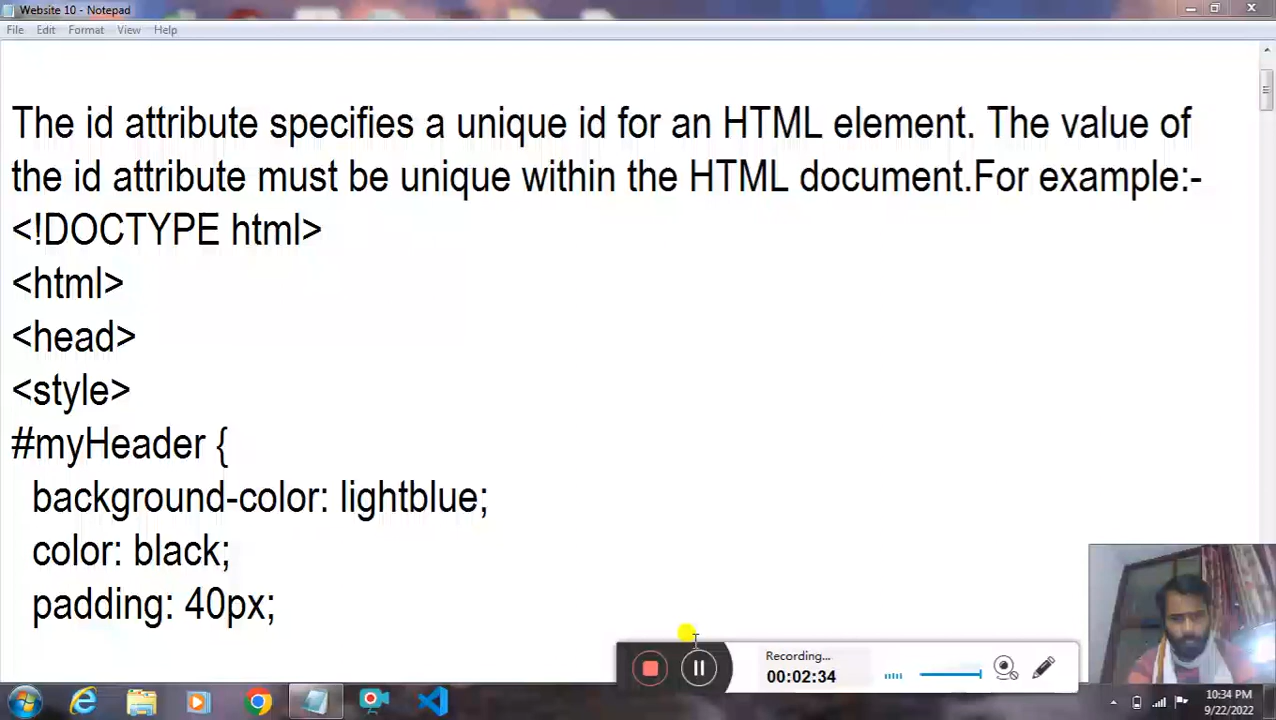 Website 10 - Notepad
File Edit Format View Help
The id attribute specifies a unique id for an HTML element. The value of
the id attribute must be unique within the HTML document.For example:-
<!DOCTYPE html>
<html>
<head>
<style>
#myHeader {
background-color: lightblue;
color: black;
padding: 40px;
Recording...
00:02:34
10:34 PM
9/22/2022